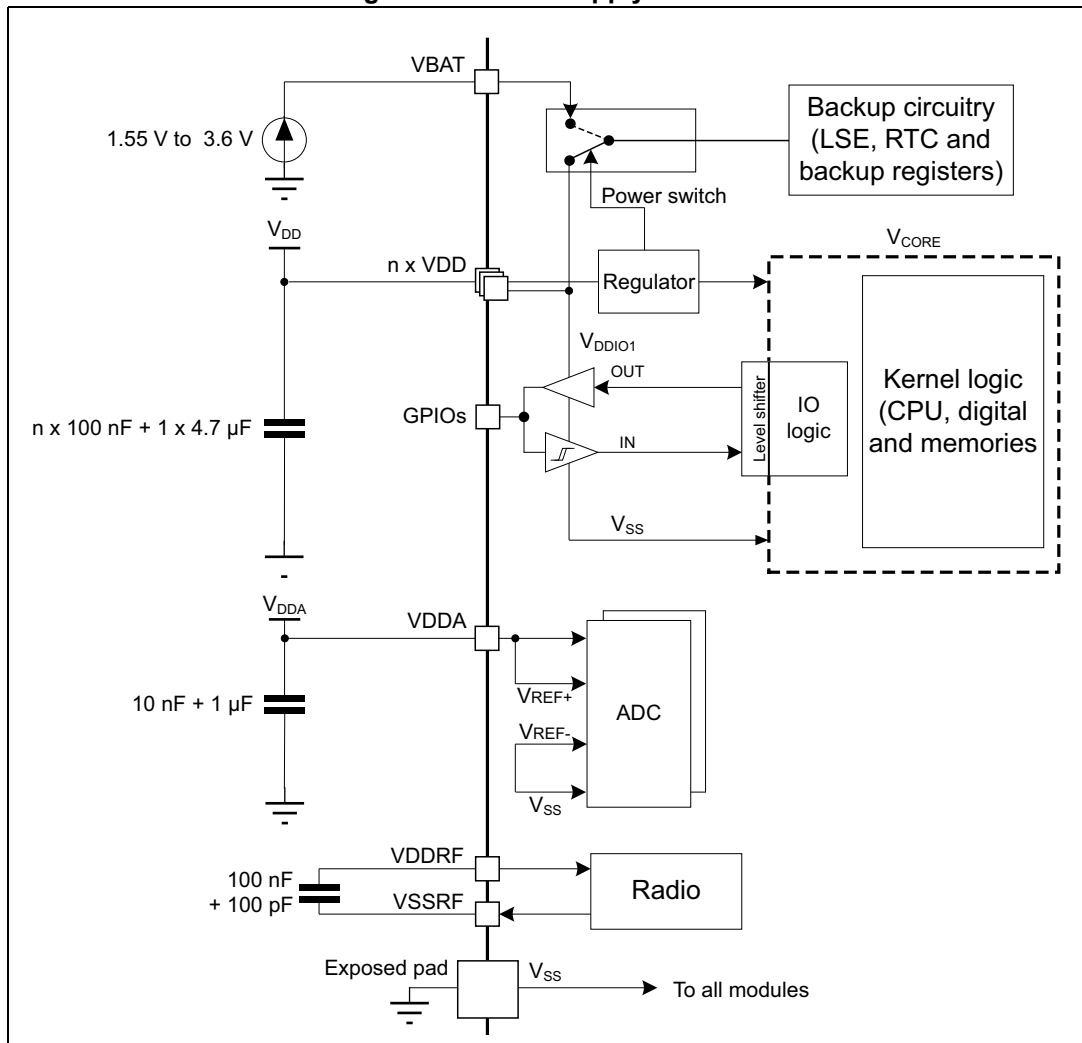 VBAT
1.55 V to 3.6 V
Backup circuitry
(LSE, RTC and
backup registers)
Power switch
VDD
n x VDD
Regulator
VCORE
VDDIO1
OUT
GPIOs
IN
Level shifter
IO
logic
Kernel logic
(CPU, digital
and memories
n x 100 nF + 1 x 4.7 µF
VSS
VDDA
VDDA
10 nF + 1 µF
VREF+
VREF-
VSS
ADC
VDDRF
100 nF
+ 100 pF
VSSRF
Radio
Exposed pad
VSS
To all modules